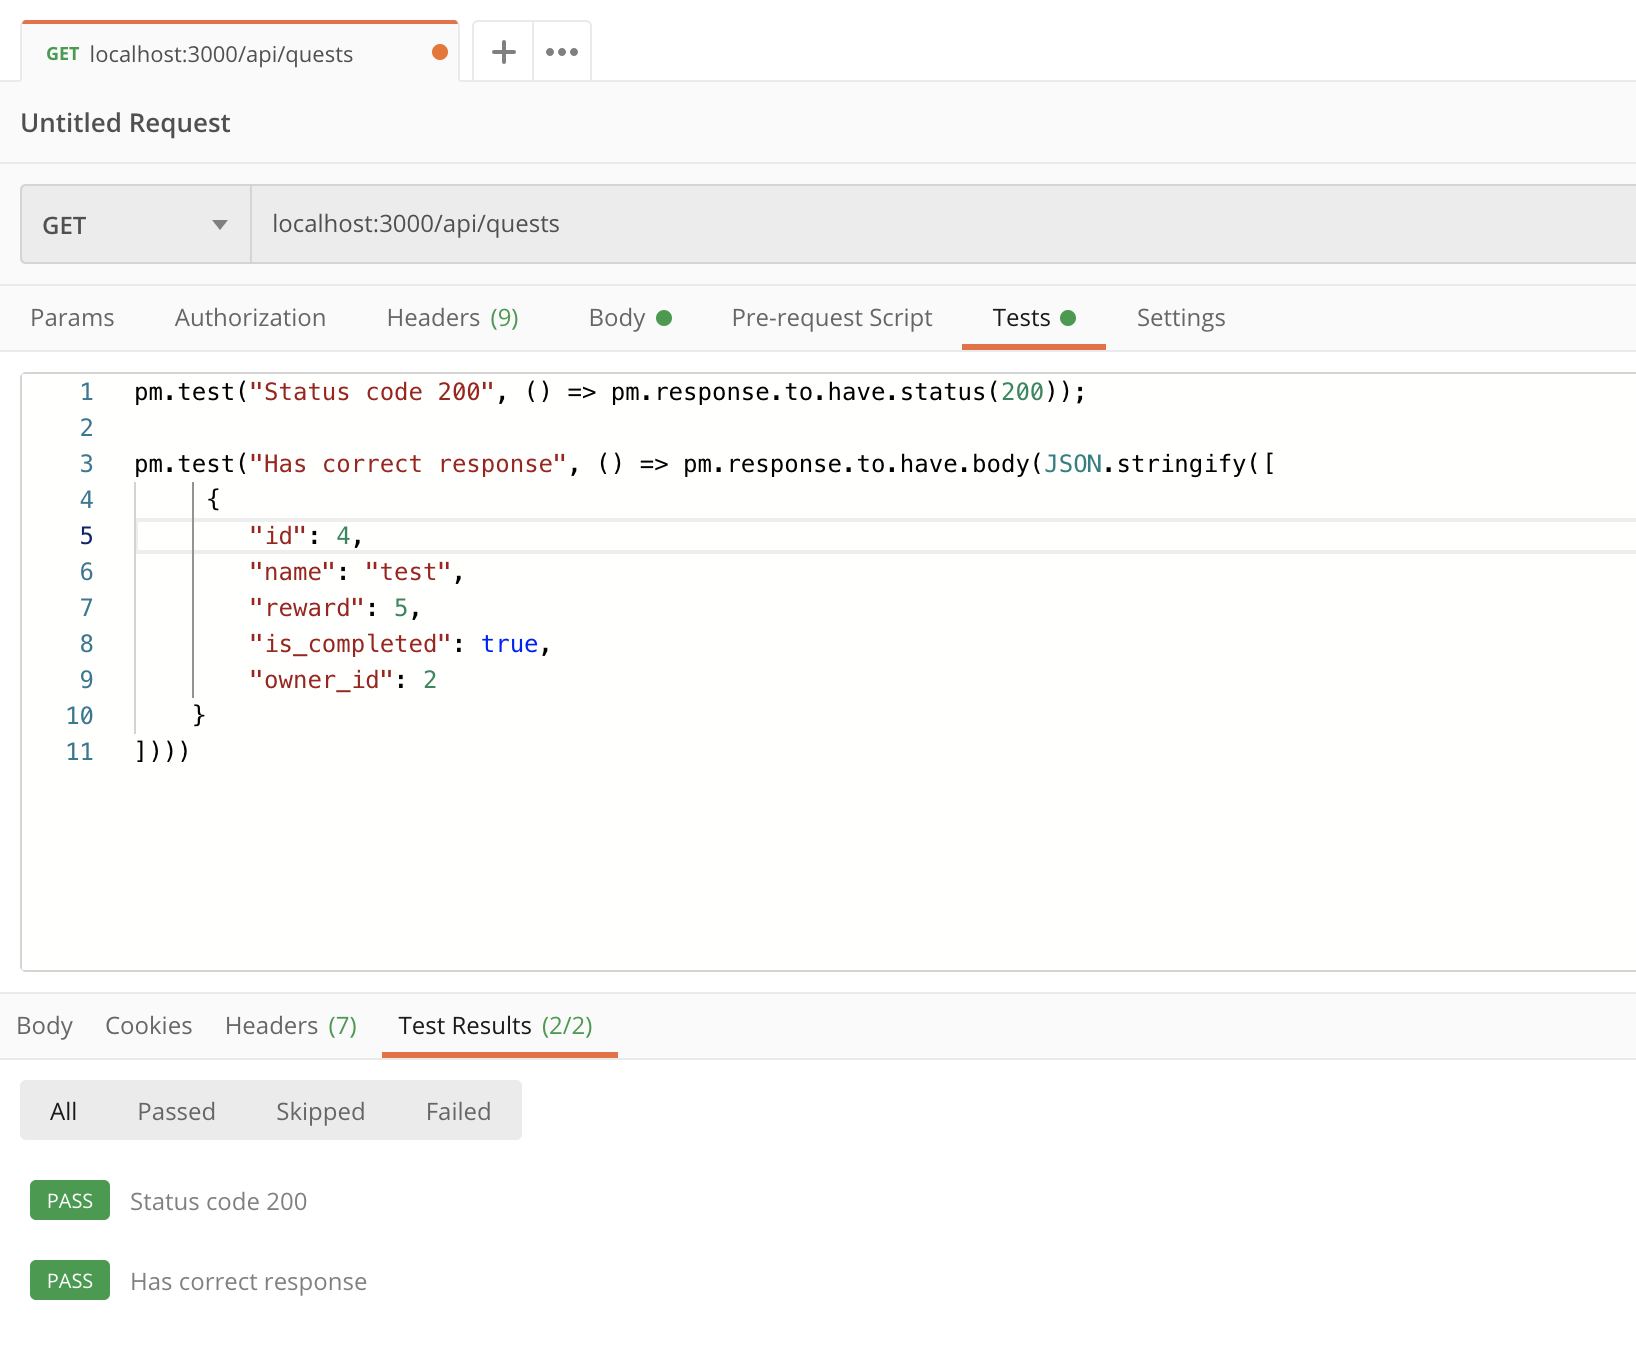 GET localhost:3000/api/quests
Untitled Request
GET localhost:3000/api/quests
Params Authorization Headers (9) Body Pre-request Script Tests Settings
1 pm.test("Status code 200", () => pm.response.to.have.status(200));
2
3 pm.test("Has correct response", () => pm.response.to.have.body(JSON.stringify([
4 {
5 "id": 4,
6 "name": "test",
7 "reward": 5,
8 "is_completed": true,
9 "owner_id": 2
10 }
11 ])))
Body Cookies Headers (7) Test Results (2/2)
All Passed Skipped Failed
PASS Status code 200
PASS Has correct response